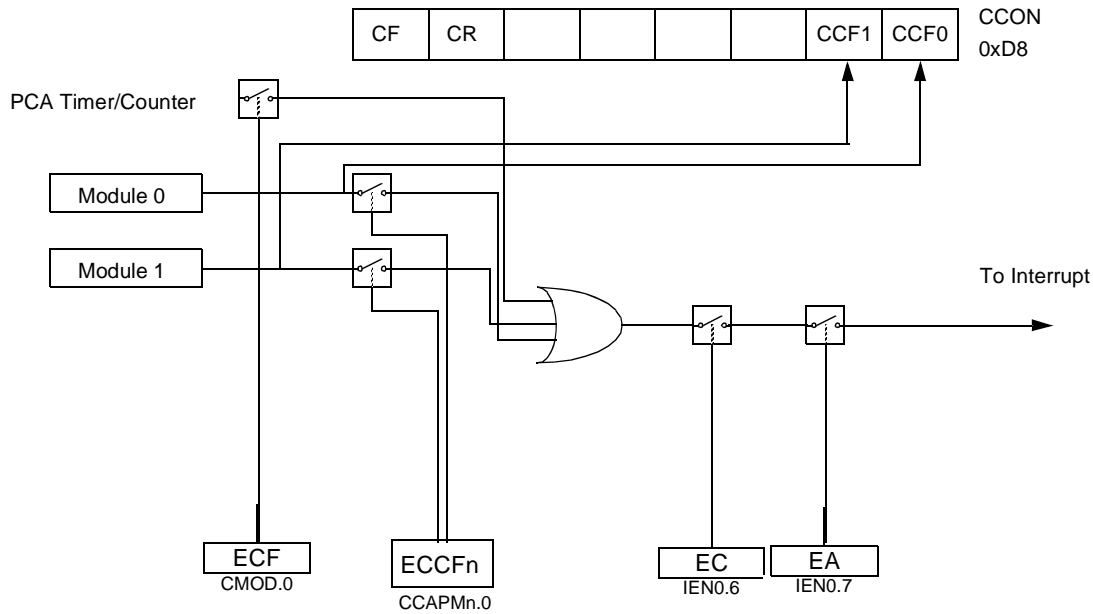 CF CR CCF1 CCF0 CCON
0xD8
PCA Timer/Counter
Module 0
Module 1
To Interrupt
ECF
CMOD.0
ECCFn
CCAPMn.0
EC
IEN0.6
EA
IEN0.7